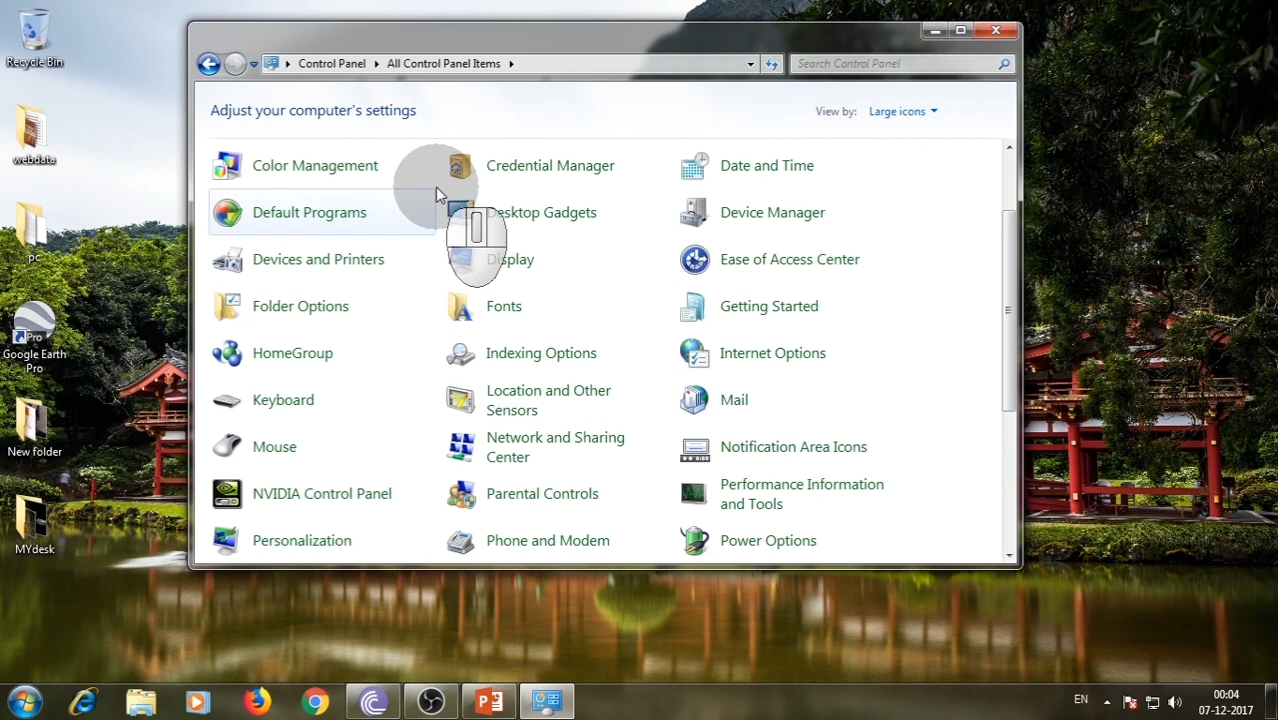 Recycle Bin
webdata
pc
Pro
Google Earth
Pro
New folder
MYdesk
Control Panel
All Control Panel Items
Search Control Panel
Adjust your computer's settings
View by:
Large icons
Color Management
Credential Manager
Date and Time
Default Programs
Desktop Gadgets
Device Manager
Devices and Printers
Display
Ease of Access Center
Folder Options
Fonts
Getting Started
HomeGroup
Indexing Options
Internet Options
Keyboard
Location and Other
Sensors
Mail
Mouse
Network and Sharing
Center
Notification Area Icons
NVIDIA Control Panel
Parental Controls
Performance Information
and Tools
Personalization
Phone and Modem
Power Options
EN
00:04
07-12-2017